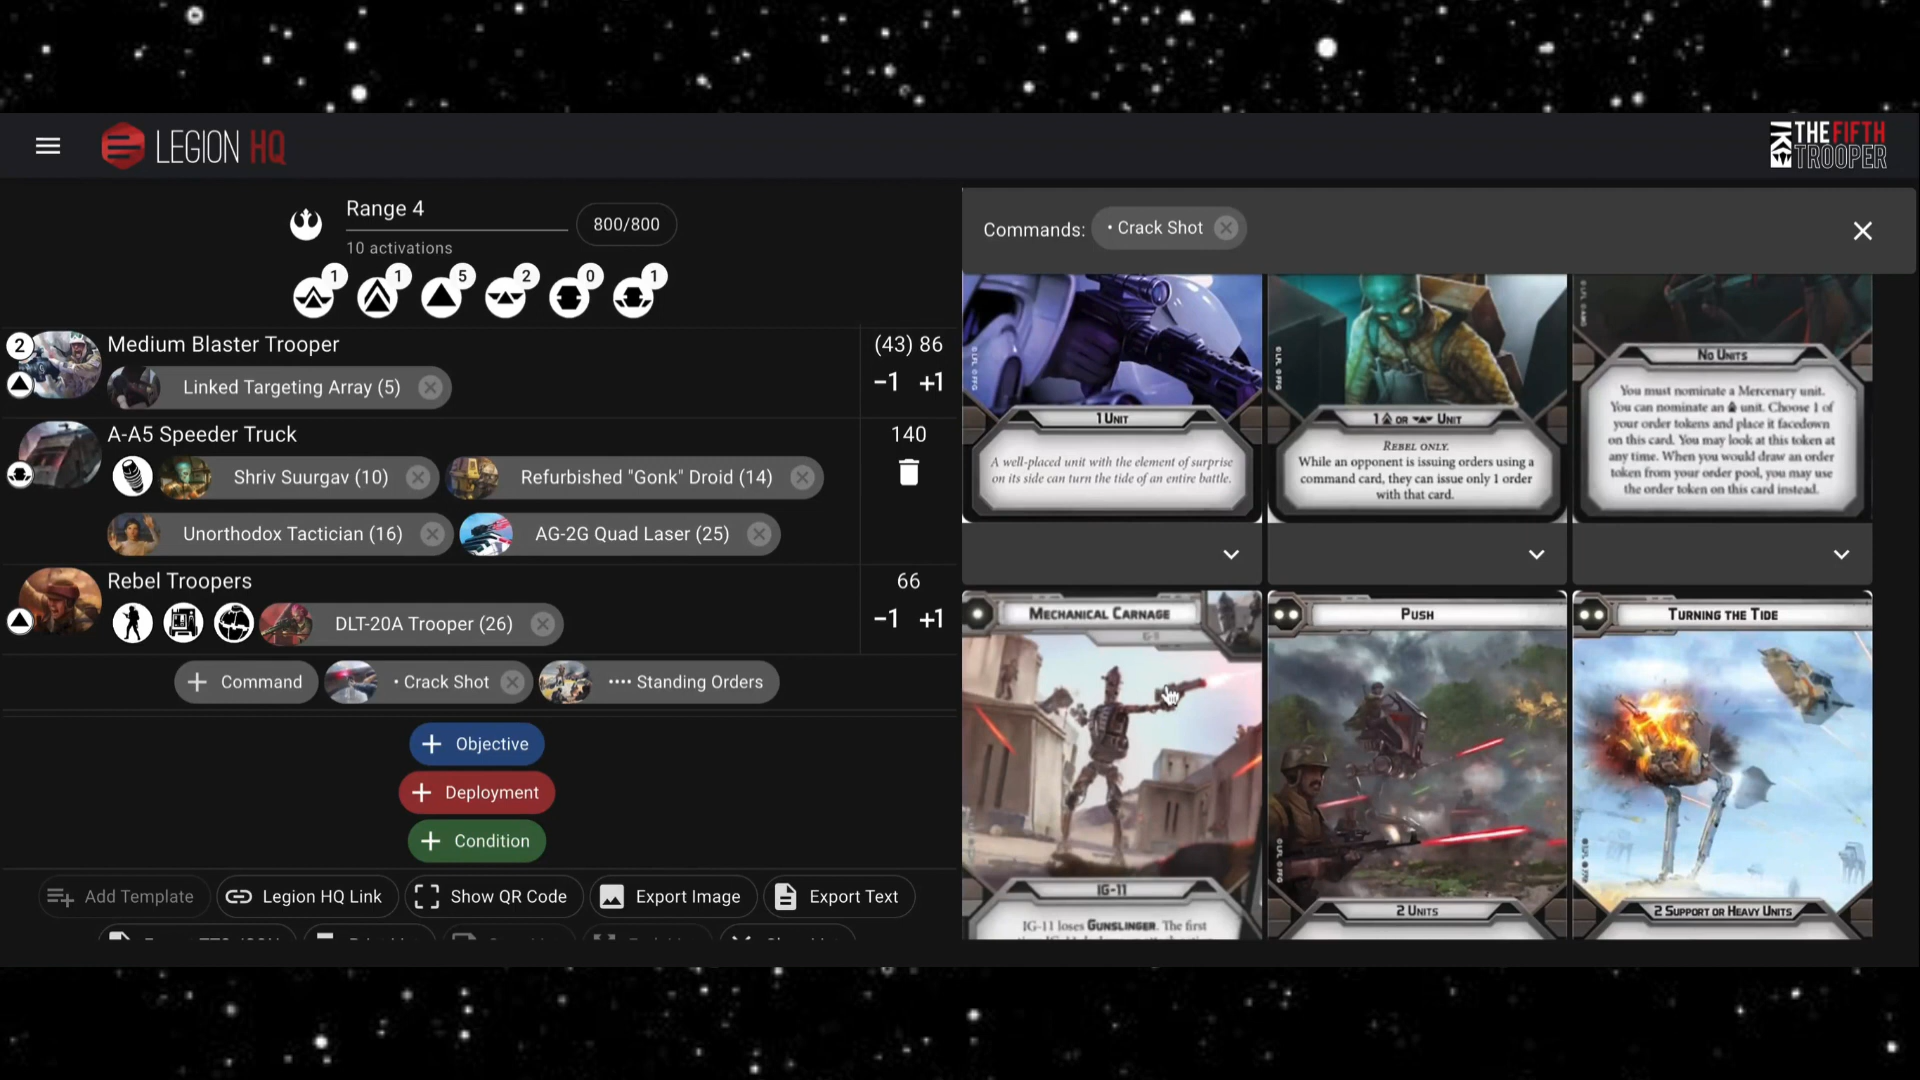 LEGION HQ
THE FIFTH
TROOPER
Range 4
800/800
10 activations
1
1
5
2
0
1
2
Medium Blaster Trooper
(43) 86
Linked Targeting Array (5)
−1 +1
A-A5 Speeder Truck
140
Shriv Suurgav (10)
Refurbished "Gonk" Droid (14)
Unorthodox Tactician (16)
AG-2G Quad Laser (25)
Rebel Troopers
66
DLT-20A Trooper (26)
−1 +1
+ Command
• Crack Shot
•••• Standing Orders
+ Objective
+ Deployment
+ Condition
Add Template
Legion HQ Link
Show QR Code
Export Image
Export Text
Commands:
• Crack Shot
1 Unit
A well-placed unit with the element of surprise
on its side can turn the tide of an entire battle.
1 or Unit
Rebel only.
While an opponent is issuing orders using a
command card, they can issue only 1 order
with that card.
No Units
You must nominate a Mercenary unit.
You can nominate an unit. Choose 1 of
your order tokens and place it facedown
on this card. You may look at this token at
any time. When you would draw an order
token from your order pool, you may use
the order token on this card instead.
Mechanical Carnage
IG-11
IG-11
IG-11 loses Gunslinger. The first
Push
2 Units
Turning the Tide
2 Support or Heavy Units